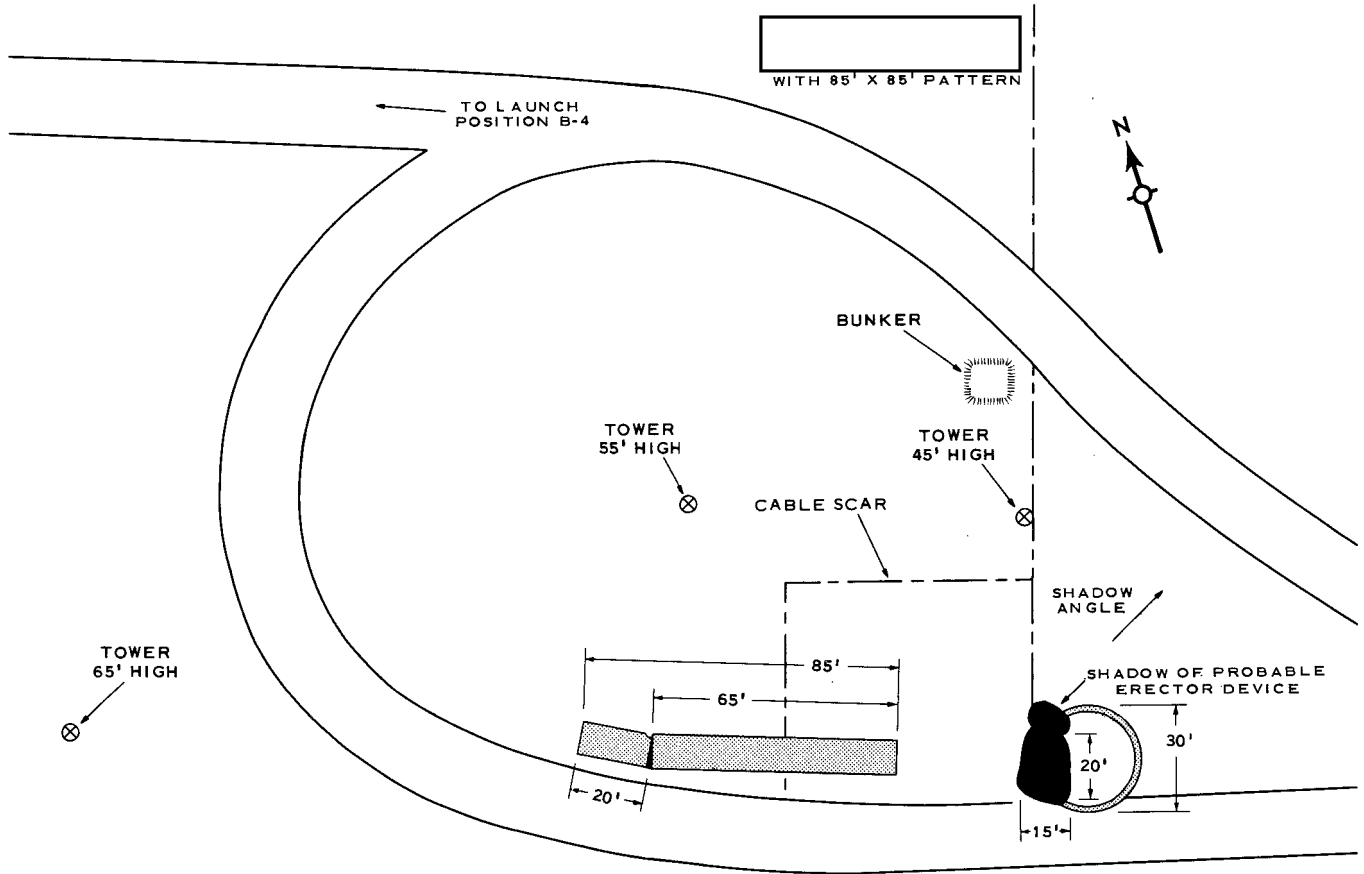 WITH 85' X 85' PATTERN
TO LAUNCH
POSITION B-4
N
BUNKER
TOWER
55' HIGH
TOWER
45' HIGH
CABLE SCAR
SHADOW
ANGLE
TOWER
65' HIGH
85'
65'
SHADOW OF PROBABLE
ERECTOR DEVICE
30'
20'
20'
15'